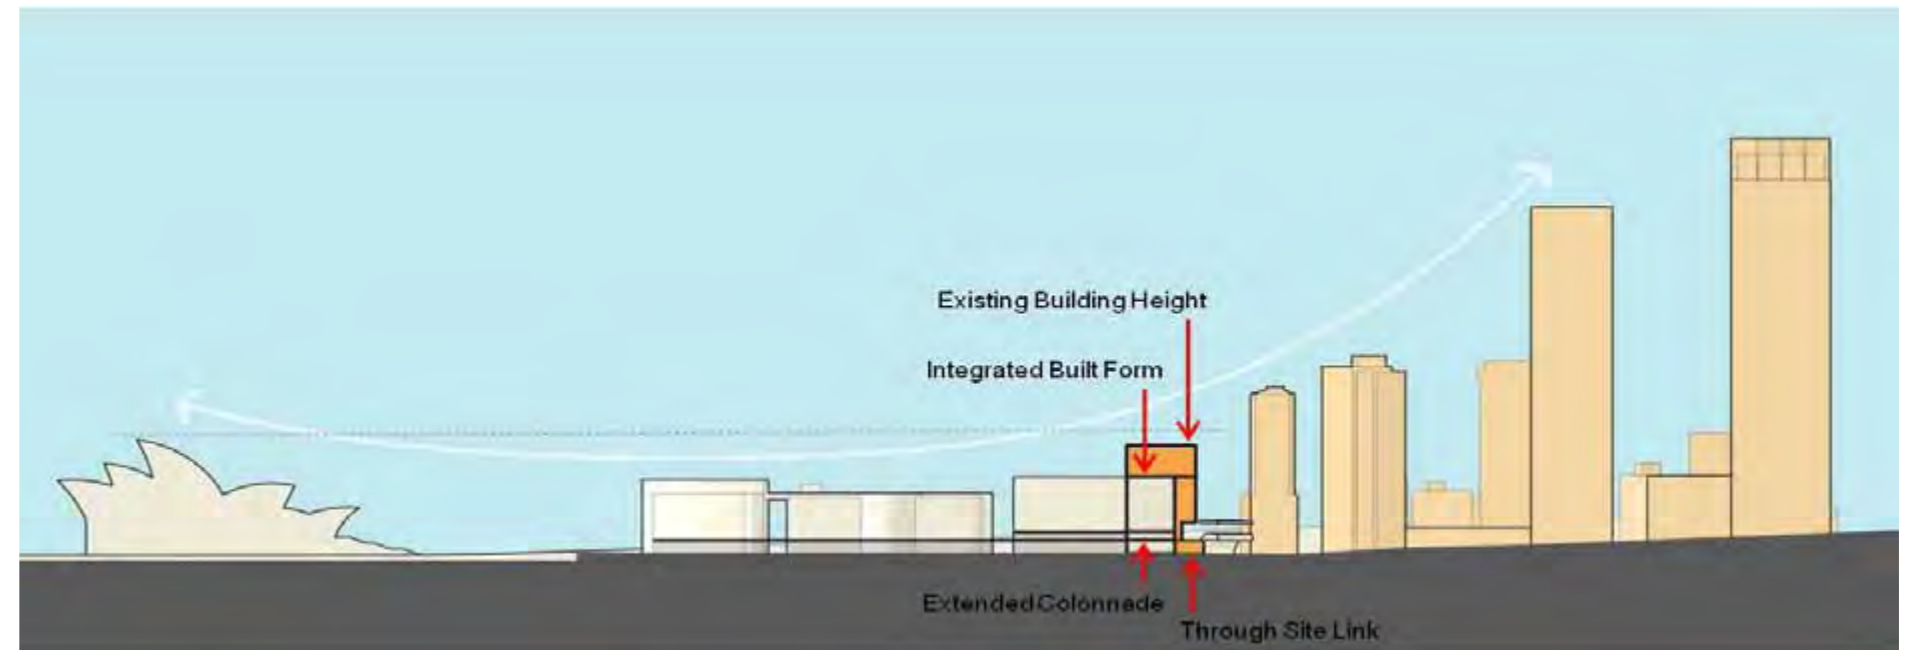 Existing Building Height
Integrated Built Form
Extended Colonnade
Through Site Link